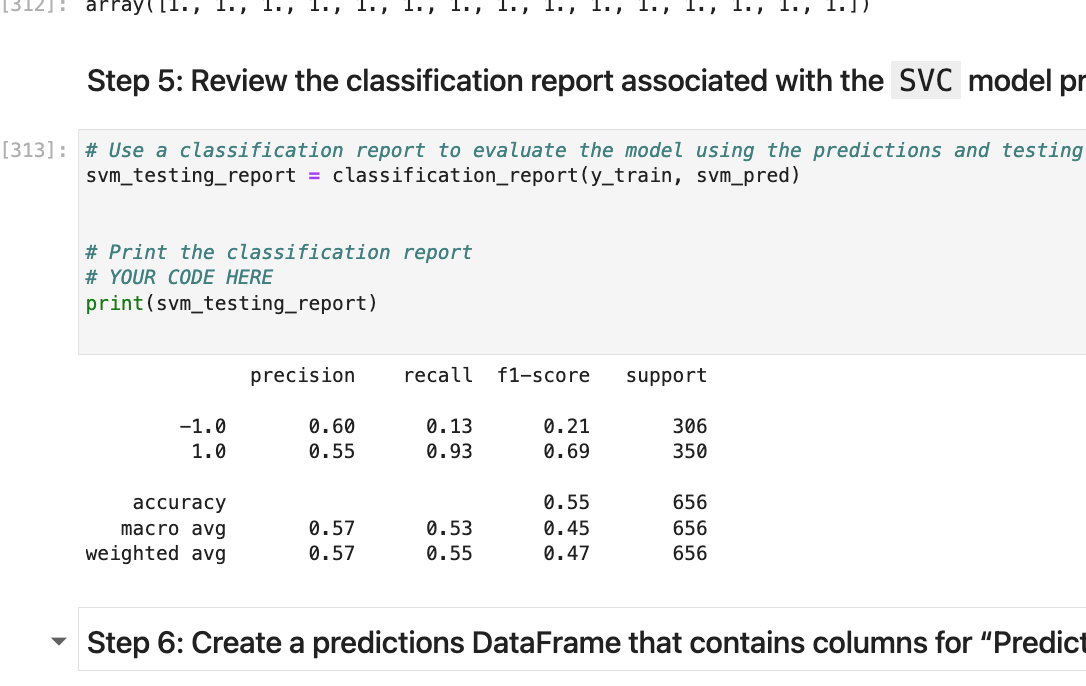 [312]: array([1., 1., 1., 1., 1., 1., 1., 1., 1., 1., 1., 1., 1., 1., 1.])
Step 5: Review the classification report associated with the SVC model pr
[313]: # Use a classification report to evaluate the model using the predictions and testing
svm_testing_report = classification_report(y_train, svm_pred)
# Print the classification report
# YOUR CODE HERE
print(svm_testing_report)
precision recall f1-score support
-1.0 0.60 0.13 0.21 306
1.0 0.55 0.93 0.69 350
accuracy 0.55 656
macro avg 0.57 0.53 0.45 656
weighted avg 0.57 0.55 0.47 656
Step 6: Create a predictions DataFrame that contains columns for “Predict